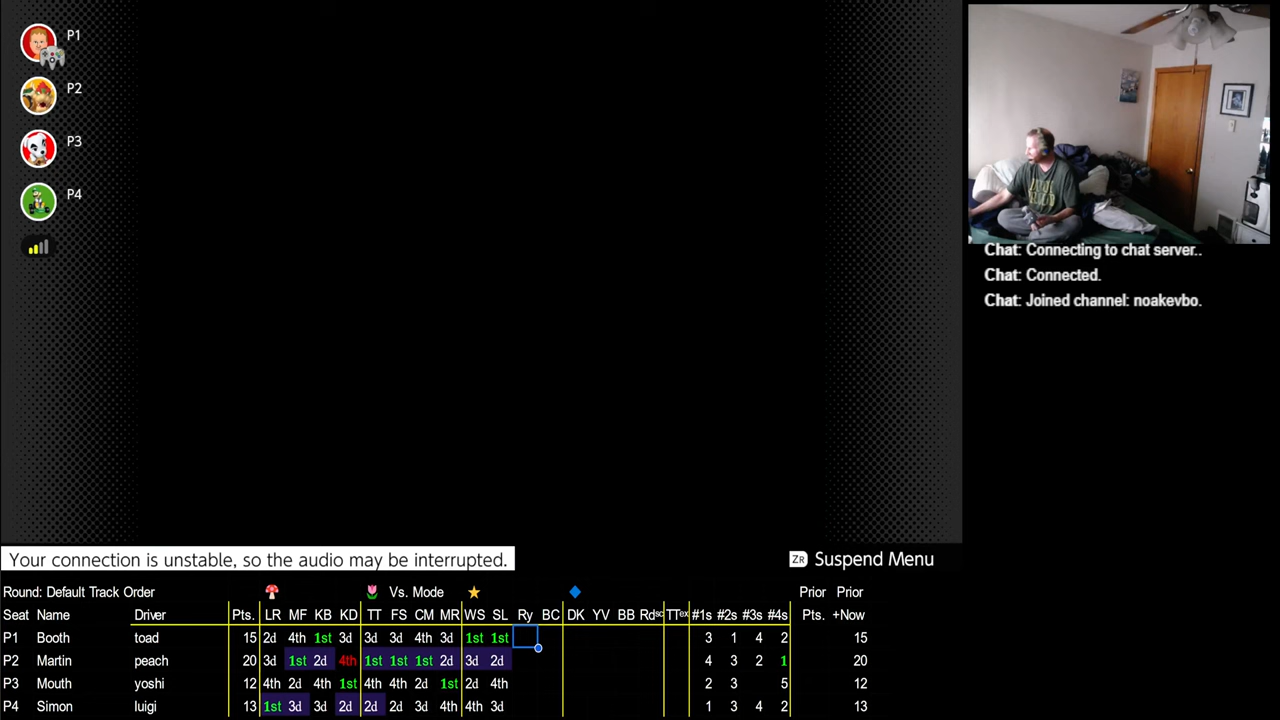 P1
P2
P3
P4
Chat: Connecting to chat server..
Chat: Connected.
Chat: Joined channel: noakevbo.
Your connection is unstable, so the audio may be interrupted.
ZR Suspend Menu
Round: Default Track Order Vs. Mode Prior Prior
Seat Name Driver Pts. LR MF KB KD TT FS CM MR WS SL Ry BC DK YV BB Rdsc TTex #1s #2s #3s #4s Pts. +Now
P1 Booth toad 15 2d 4th 1st 3d 3d 3d 4th 3d 1st 1st 3 1 4 2 15
P2 Martin peach 20 3d 1st 2d 4th 1st 1st 1st 2d 3d 2d 4 3 2 1 20
P3 Mouth yoshi 12 4th 2d 4th 1st 4th 4th 2d 1st 2d 4th 2 3 5 12
P4 Simon luigi 13 1st 3d 3d 2d 2d 2d 3d 4th 4th 3d 1 3 4 2 13